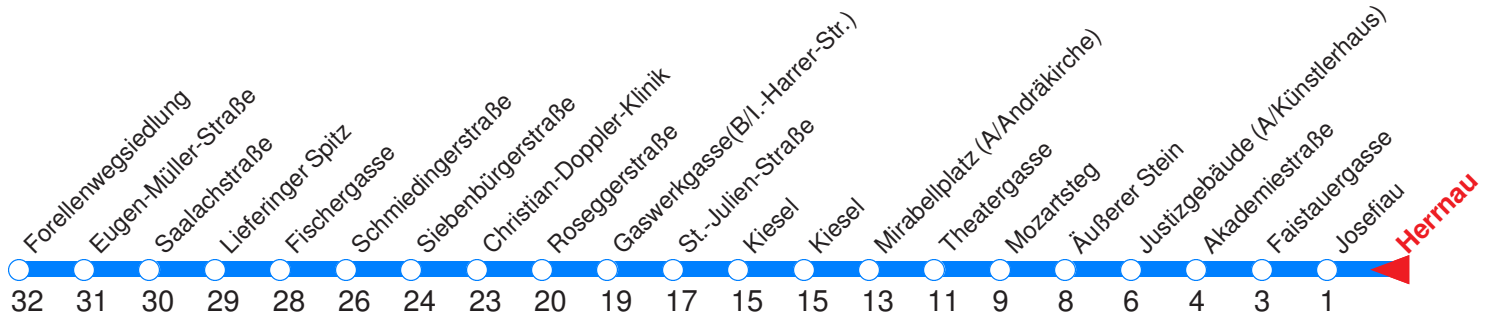 Forellenwegsiedlung
Eugen-Müller-Straße
Saalachstraße
Lieferinger Spitz
Fischergasse
Schmiedingerstraße
Siebenbürgerstraße
Christian-Doppler-Klinik
Roseggerstraße
Gaswerkgasse(B/I.-Harrer-Str.)
St.-Julien-Straße
Kiesel
Kiesel
Mirabellplatz (A/Andräkirche)
Theatergasse
Mozartsteg
Äußerer Stein
Justizgebäude (A/Künstlerhaus)
Akademiestraße
Faistauergasse
Josefiau
Herrnau
32 31 30 29 28 26 24 23 20 19 17 15 15 13 11 9 8 6 4 3 1